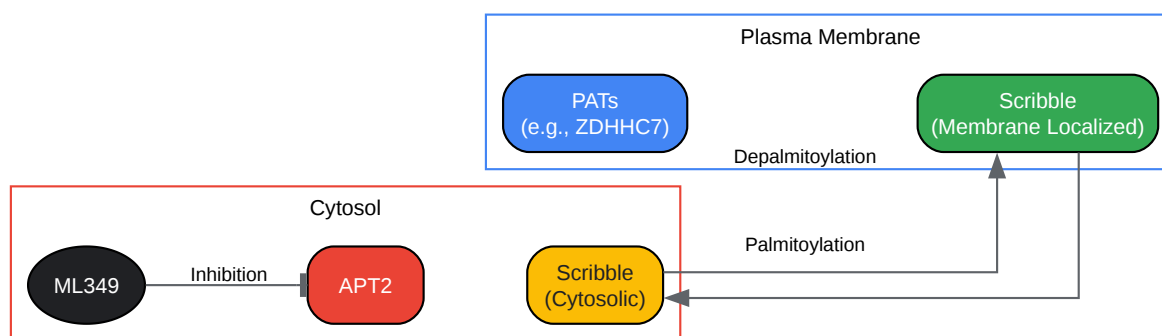 Plasma Membrane
PATs
(e.g., ZDHHC7)
Scribble
(Membrane Localized)
Depalmitoylation
Cytosol
ML349
Inhibition
APT2
Scribble
(Cytosolic)
Palmitoylation